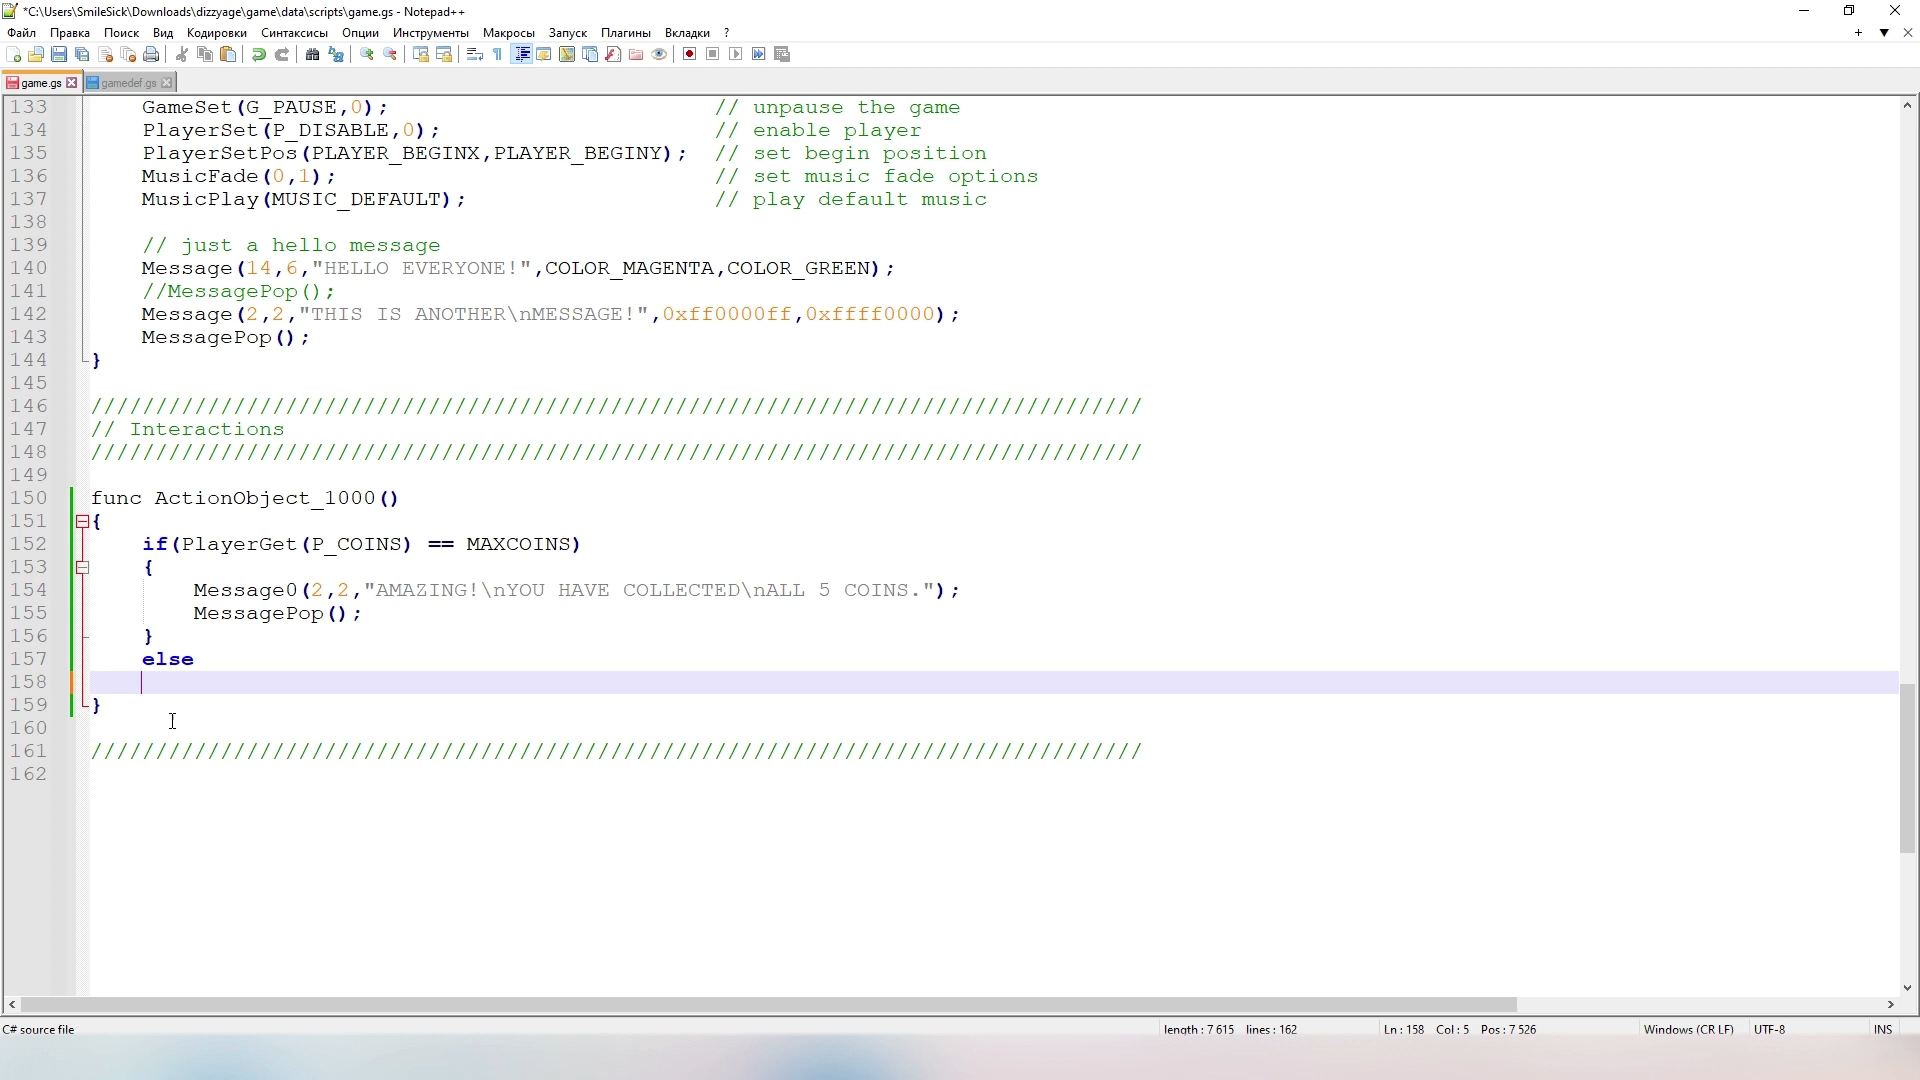 *C:\Users\SmileSick\Downloads\dizzyage\game\data\scripts\game.gs - Notepad++
Файл Правка Поиск Вид Кодировки Синтаксисы Опции Инструменты Макросы Запуск Плагины Вкладки ?
game.gs gamedef.gs
133 GameSet(G_PAUSE,0); // unpause the game
134 PlayerSet(P_DISABLE,0); // enable player
135 PlayerSetPos(PLAYER_BEGINX,PLAYER_BEGINY); // set begin position
136 MusicFade(0,1); // set music fade options
137 MusicPlay(MUSIC_DEFAULT); // play default music
138
139 // just a hello message
140 Message(14,6,"HELLO EVERYONE!",COLOR_MAGENTA,COLOR_GREEN);
141 //MessagePop();
142 Message(2,2,"THIS IS ANOTHER\nMESSAGE!",0xff0000ff,0xffff0000);
143 MessagePop();
144 }
145
146 /////////////////////////////////////////////////////////////////////////////////
147 // Interactions
148 /////////////////////////////////////////////////////////////////////////////////
149
150 func ActionObject_1000()
151 {
152 if(PlayerGet(P_COINS) == MAXCOINS)
153 {
154 Message0(2,2,"AMAZING!\nYOU HAVE COLLECTED\nALL 5 COINS.");
155 MessagePop();
156 }
157 else
158
159 }
160
161 /////////////////////////////////////////////////////////////////////////////////
162
C# source file length : 7 615 lines : 162 Ln : 158 Col : 5 Pos : 7 526 Windows (CR LF) UTF-8 INS